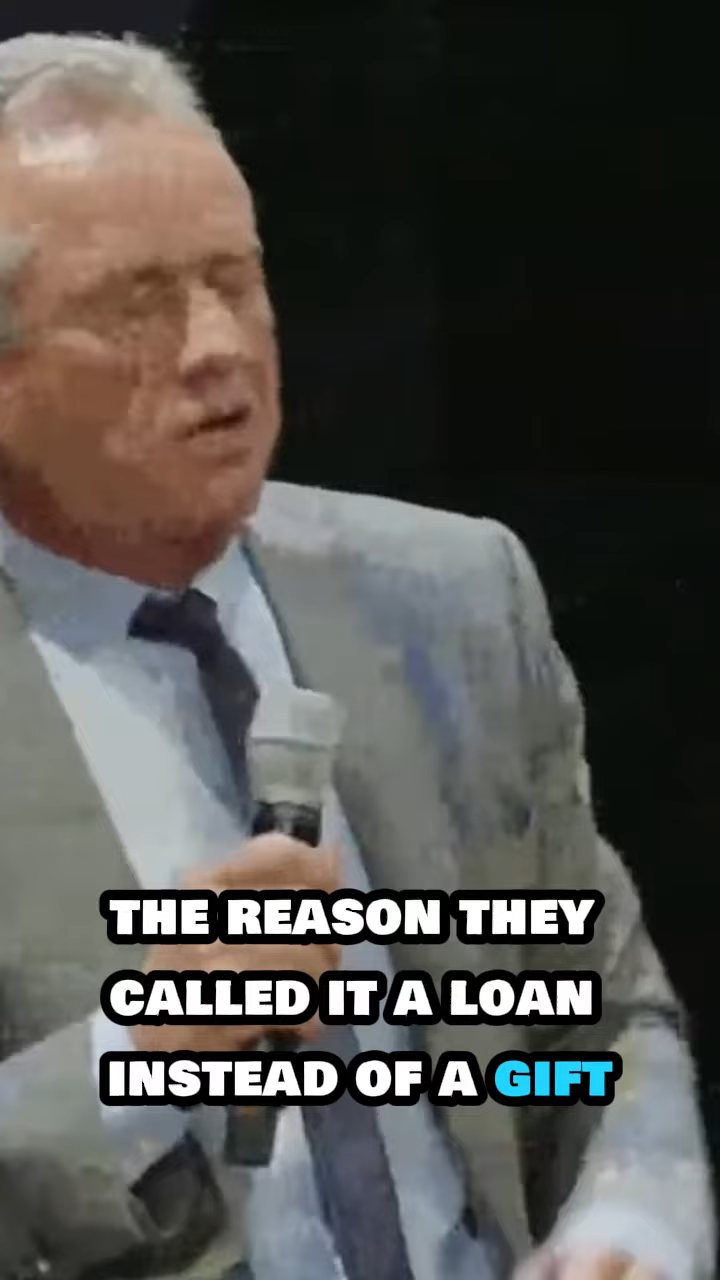 THE REASON THEY
CALLED IT A LOAN
INSTEAD OF A GIFT